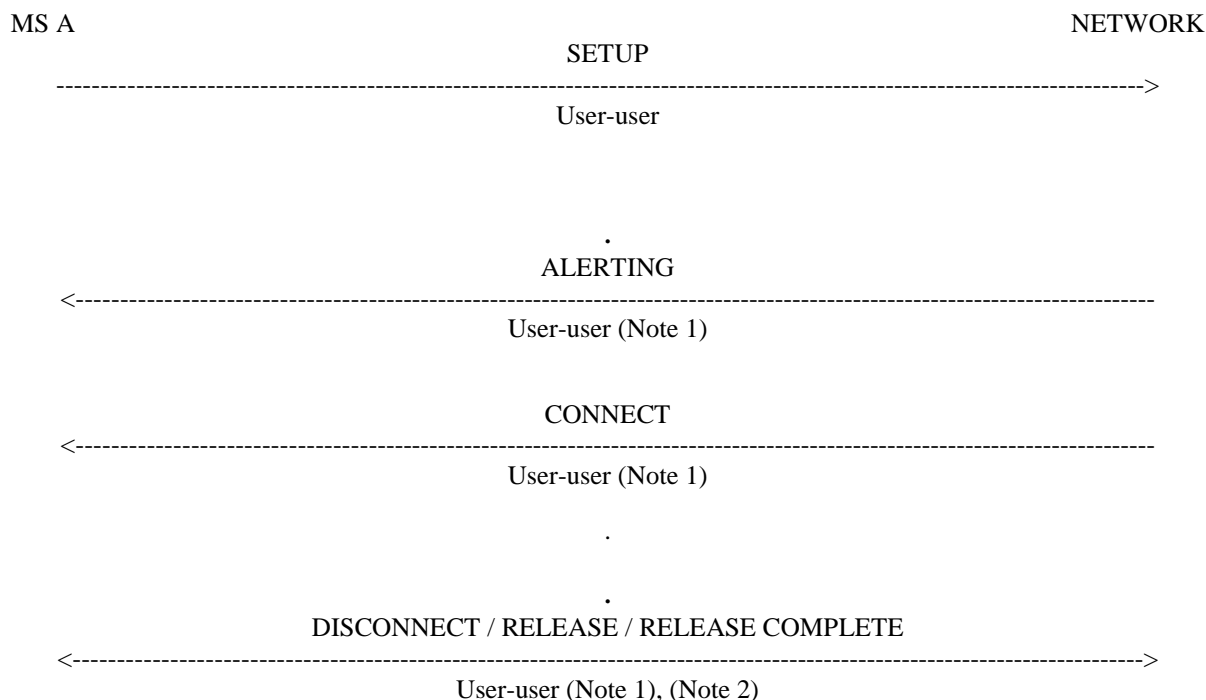 MS A NETWORK
SETUP
------------------------------------------------------------------------------------------------------------------------>
User-user
.
ALERTING
<------------------------------------------------------------------------------------------------------------------------
User-user (Note 1)
CONNECT
<------------------------------------------------------------------------------------------------------------------------
User-user (Note 1)
.
.
DISCONNECT / RELEASE / RELEASE COMPLETE
<----------------------------------------------------------------------------------------------------------------------->
User-user (Note 1), (Note 2)